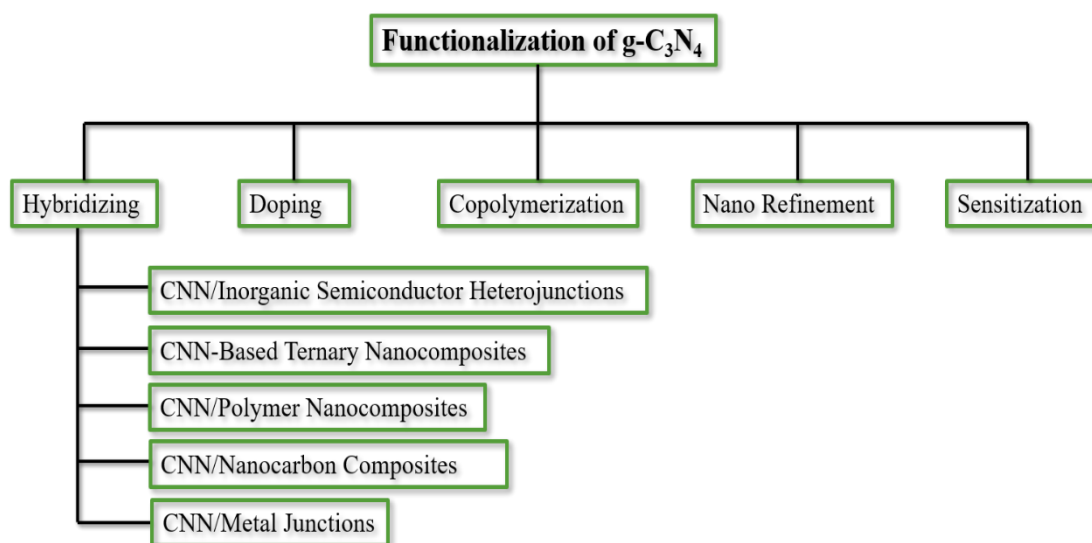 Functionalization of g-C₃N₄
Hybridizing
Doping
Copolymerization
Nano Refinement
Sensitization
CNN/Inorganic Semiconductor Heterojunctions
CNN-Based Ternary Nanocomposites
CNN/Polymer Nanocomposites
CNN/Nanocarbon Composites
CNN/Metal Junctions